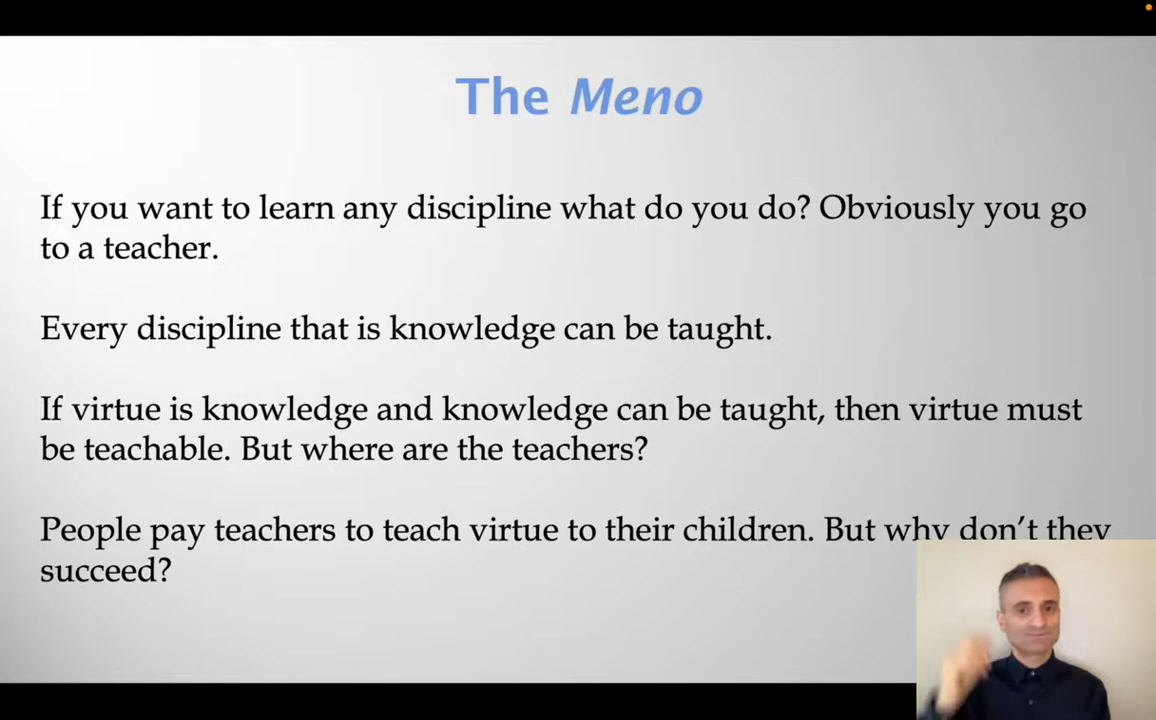 The Meno
If you want to learn any discipline what do you do? Obviously you go
to a teacher.
Every discipline that is knowledge can be taught.
If virtue is knowledge and knowledge can be taught, then virtue must
be teachable. But where are the teachers?
People pay teachers to teach virtue to their children. But why don't they
succeed?